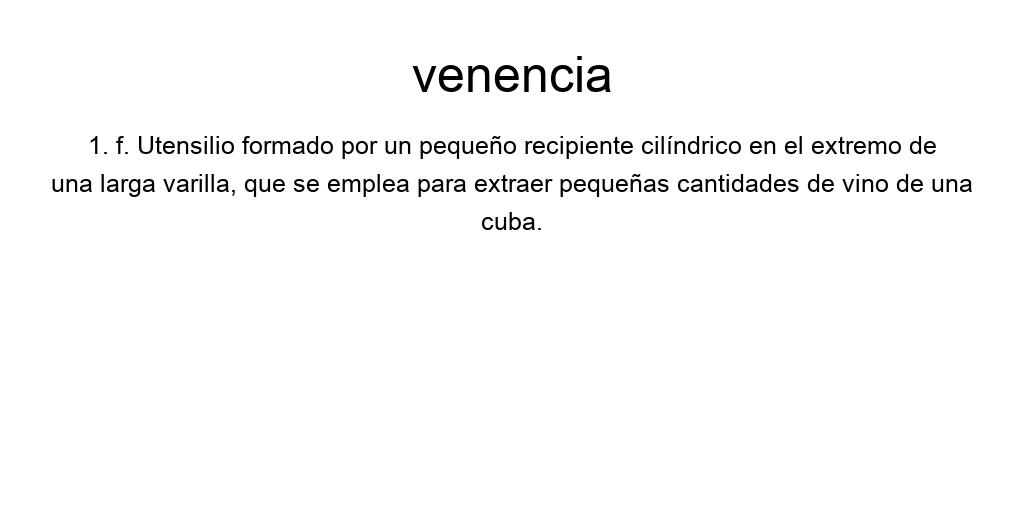 venencia
1. f. Utensilio formado por un pequeño recipiente cilíndrico en el extremo de
una larga varilla, que se emplea para extraer pequeñas cantidades de vino de una
cuba.